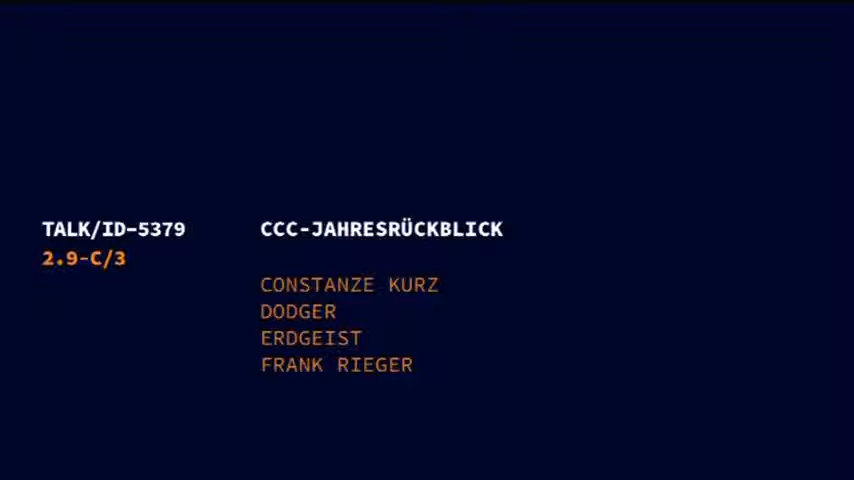 TALK/ID-5379
2.9-C/3
CCC-JAHRESRÜCKBLICK
CONSTANZE KURZ
DODGER
ERDGEIST
FRANK RIEGER